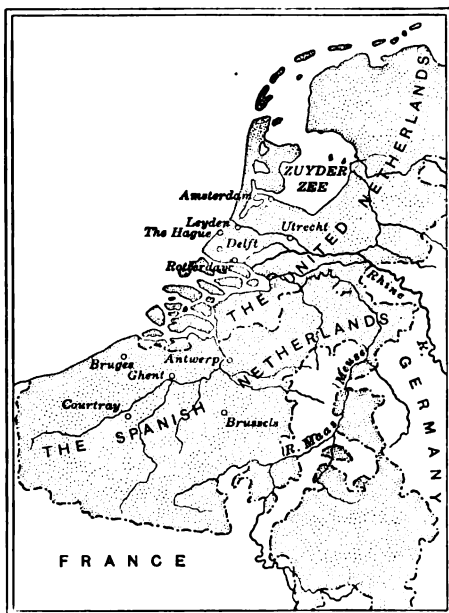 THE UNITED NETHERLANDS
ZUYDER
ZEE
Amsterdam
Leyden
The Hague
Utrecht
Delft
Rotterdam
Rhine
R.
THE SPANISH NETHERLANDS
Antwerp
Bruges
Ghent
Courtray
Brussels
R. Maas
(Meuse)
GERMANY
FRANCE